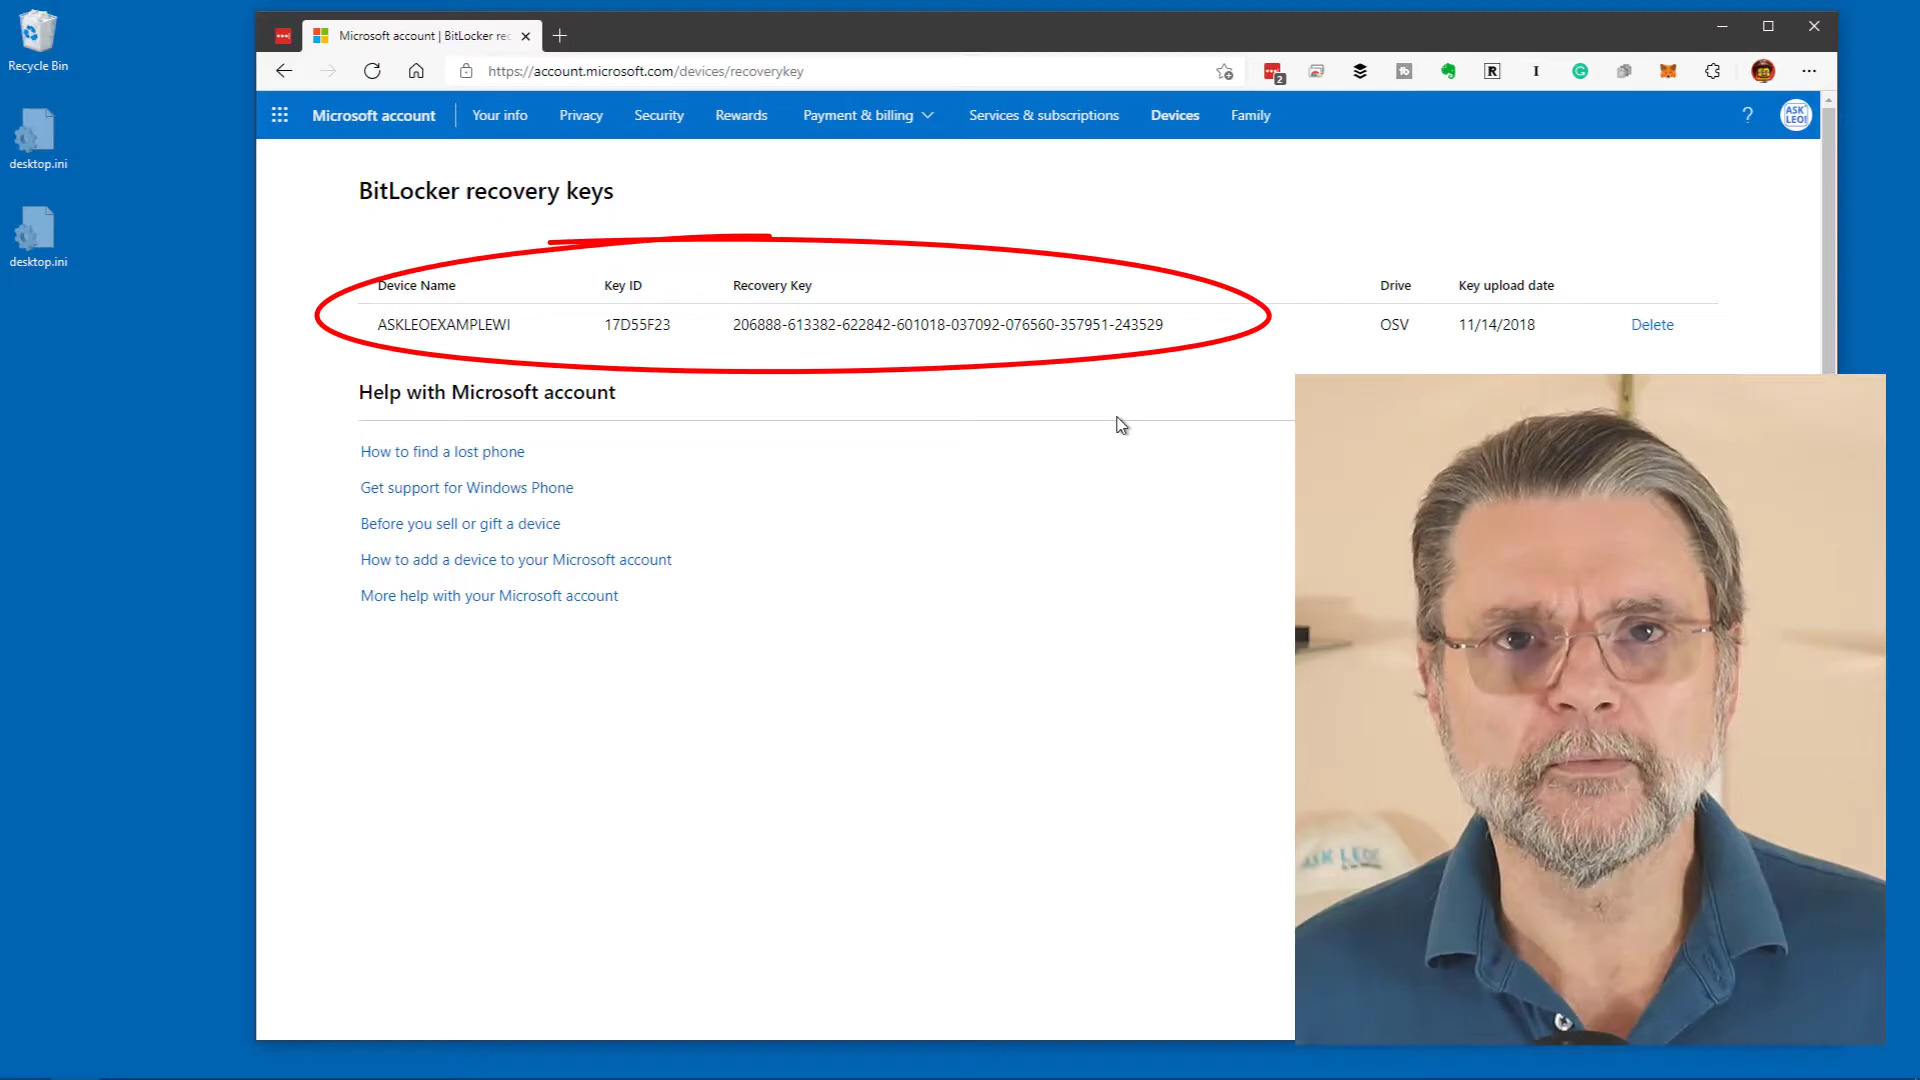 Recycle Bin
desktop.ini
desktop.ini
Microsoft account | BitLocker rec
https://account.microsoft.com/devices/recoverykey
2
R
I
Microsoft account
Your info
Privacy
Security
Rewards
Payment & billing
Services & subscriptions
Devices
Family
?
ASK
LEO!
BitLocker recovery keys
Device Name Key ID Recovery Key Drive Key upload date
ASKLEOEXAMPLEWI 17D55F23 206888-613382-622842-601018-037092-076560-357951-243529 OSV 11/14/2018 Delete
Help with Microsoft account
How to find a lost phone
Get support for Windows Phone
Before you sell or gift a device
How to add a device to your Microsoft account
More help with your Microsoft account
ASK LEO!